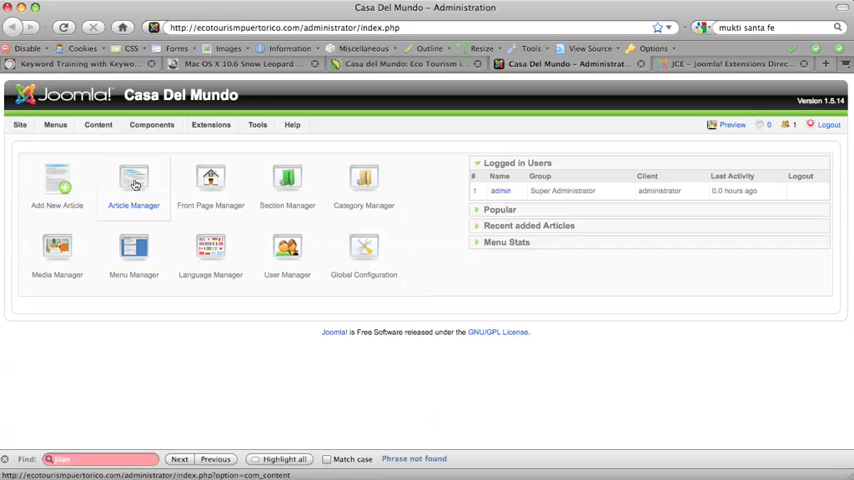 Casa Del Mundo - Administration
http://ecotourismpuertorico.com/administrator/index.php
mukti santa fe
Disable Cookies CSS Forms Images Information Miscellaneous Outline Resize Tools View Source Options
Keyword Training with Keywo... Mac OS X 10.6 Snow Leopard ... Casa del Mundo: Eco Tourism i... Casa Del Mundo - Administrat... JCE - Joomla! Extensions Direc...
Joomla! Casa Del Mundo
Version 1.5.14
Site Menus Content Components Extensions Tools Help Preview 0 1 Logout
Add New Article Article Manager Front Page Manager Section Manager Category Manager
Media Manager Menu Manager Language Manager User Manager Global Configuration
Logged in Users
# Name Group Client Last Activity Logout
1 admin Super Administrator administrator 0.0 hours ago
Popular
Recent added Articles
Menu Stats
Joomla! is Free Software released under the GNU/GPL License.
Find: Next Previous Highlight all Match case Phrase not found
http://ecotourismpuertorico.com/administrator/index.php?option=com_content